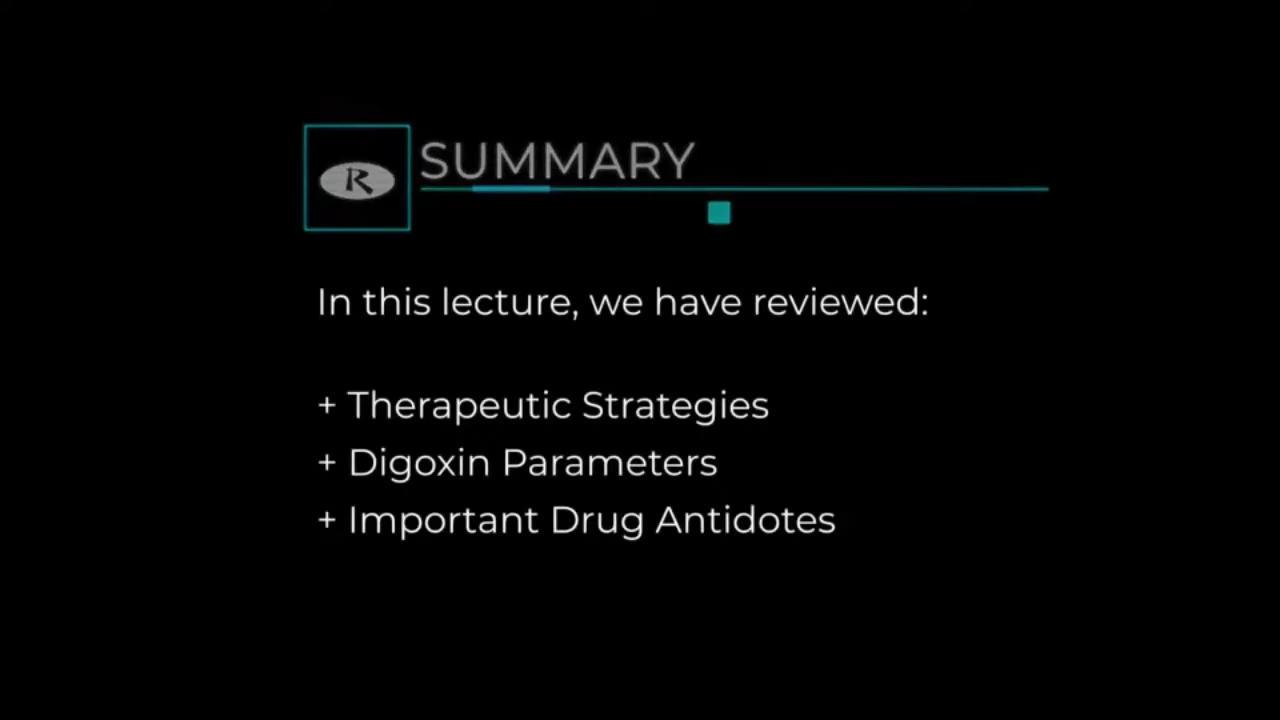 R
SUMMARY
In this lecture, we have reviewed:
+ Therapeutic Strategies
+ Digoxin Parameters
+ Important Drug Antidotes